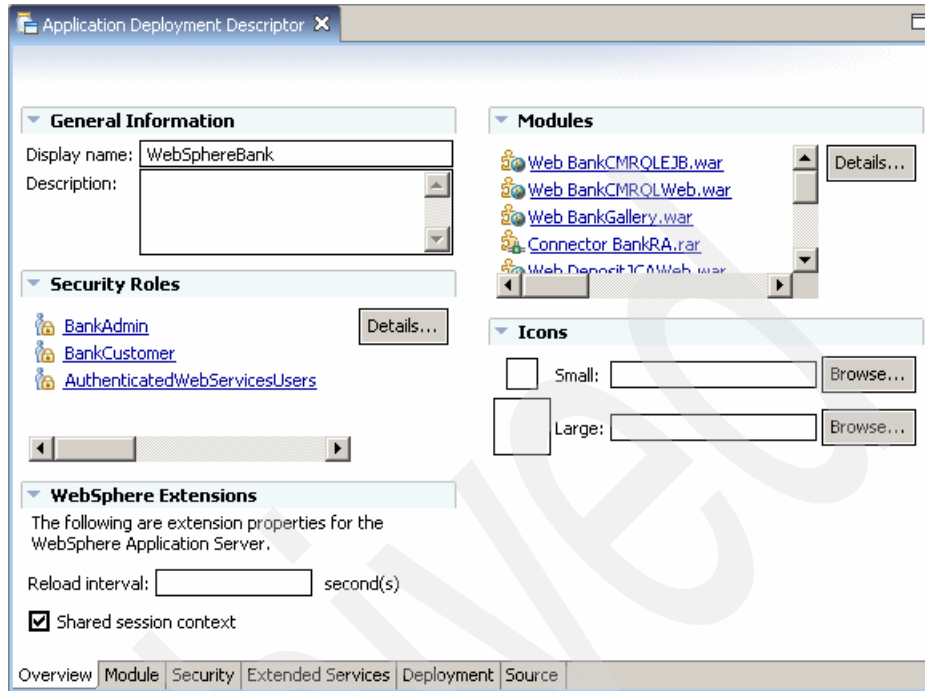 Application Deployment Descriptor
General Information
Display name: WebSphereBank
Description:
Security Roles
BankAdmin
BankCustomer
AuthenticatedWebServicesUsers
Details...
WebSphere Extensions
The following are extension properties for the
WebSphere Application Server.
Reload interval: second(s)
Shared session context
Modules
Web BankCMRQLEJB.war
Web BankCMRQLWeb.war
Web BankGallery.war
Connector BankRA.rar
Web DepositJCAWeb.war
Details...
Icons
Small: Browse...
Large: Browse...
Overview Module Security Extended Services Deployment Source